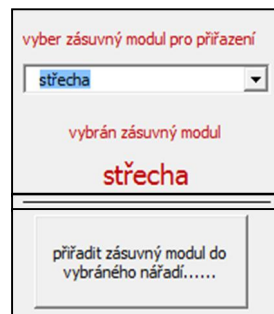 vyber zásuvný modul pro přiřazení
střecha
vybrán zásuvný modul
střecha
přiřadit zásuvný modul do
vybráného nářadí......